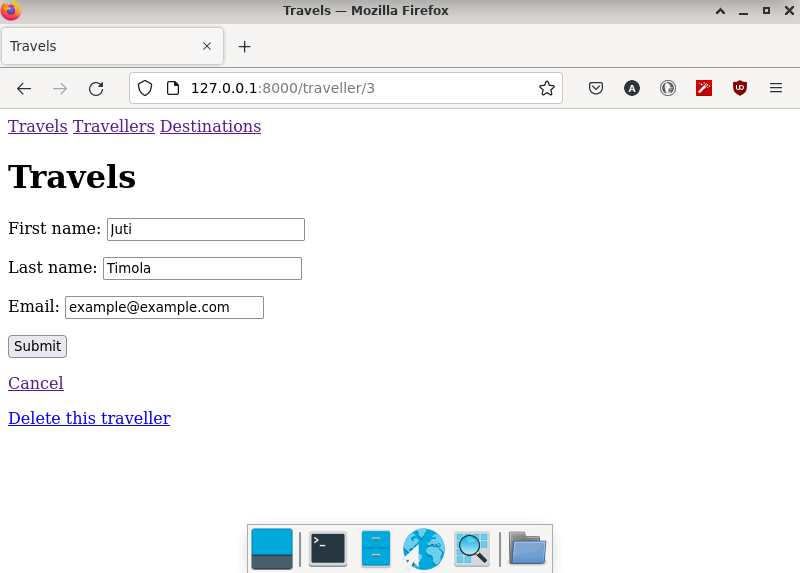 Travels — Mozilla Firefox
Travels
127.0.0.1:8000/traveller/3
A
UD
Travels Travellers Destinations
Travels
First name: Juti
Last name: Timola
Email: example@example.com
Submit
Cancel
Delete this traveller
>_